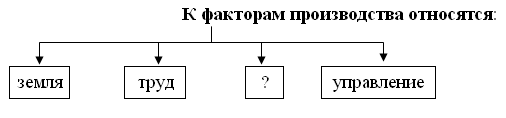 К факторам производства относятся:
земля труд ? управление